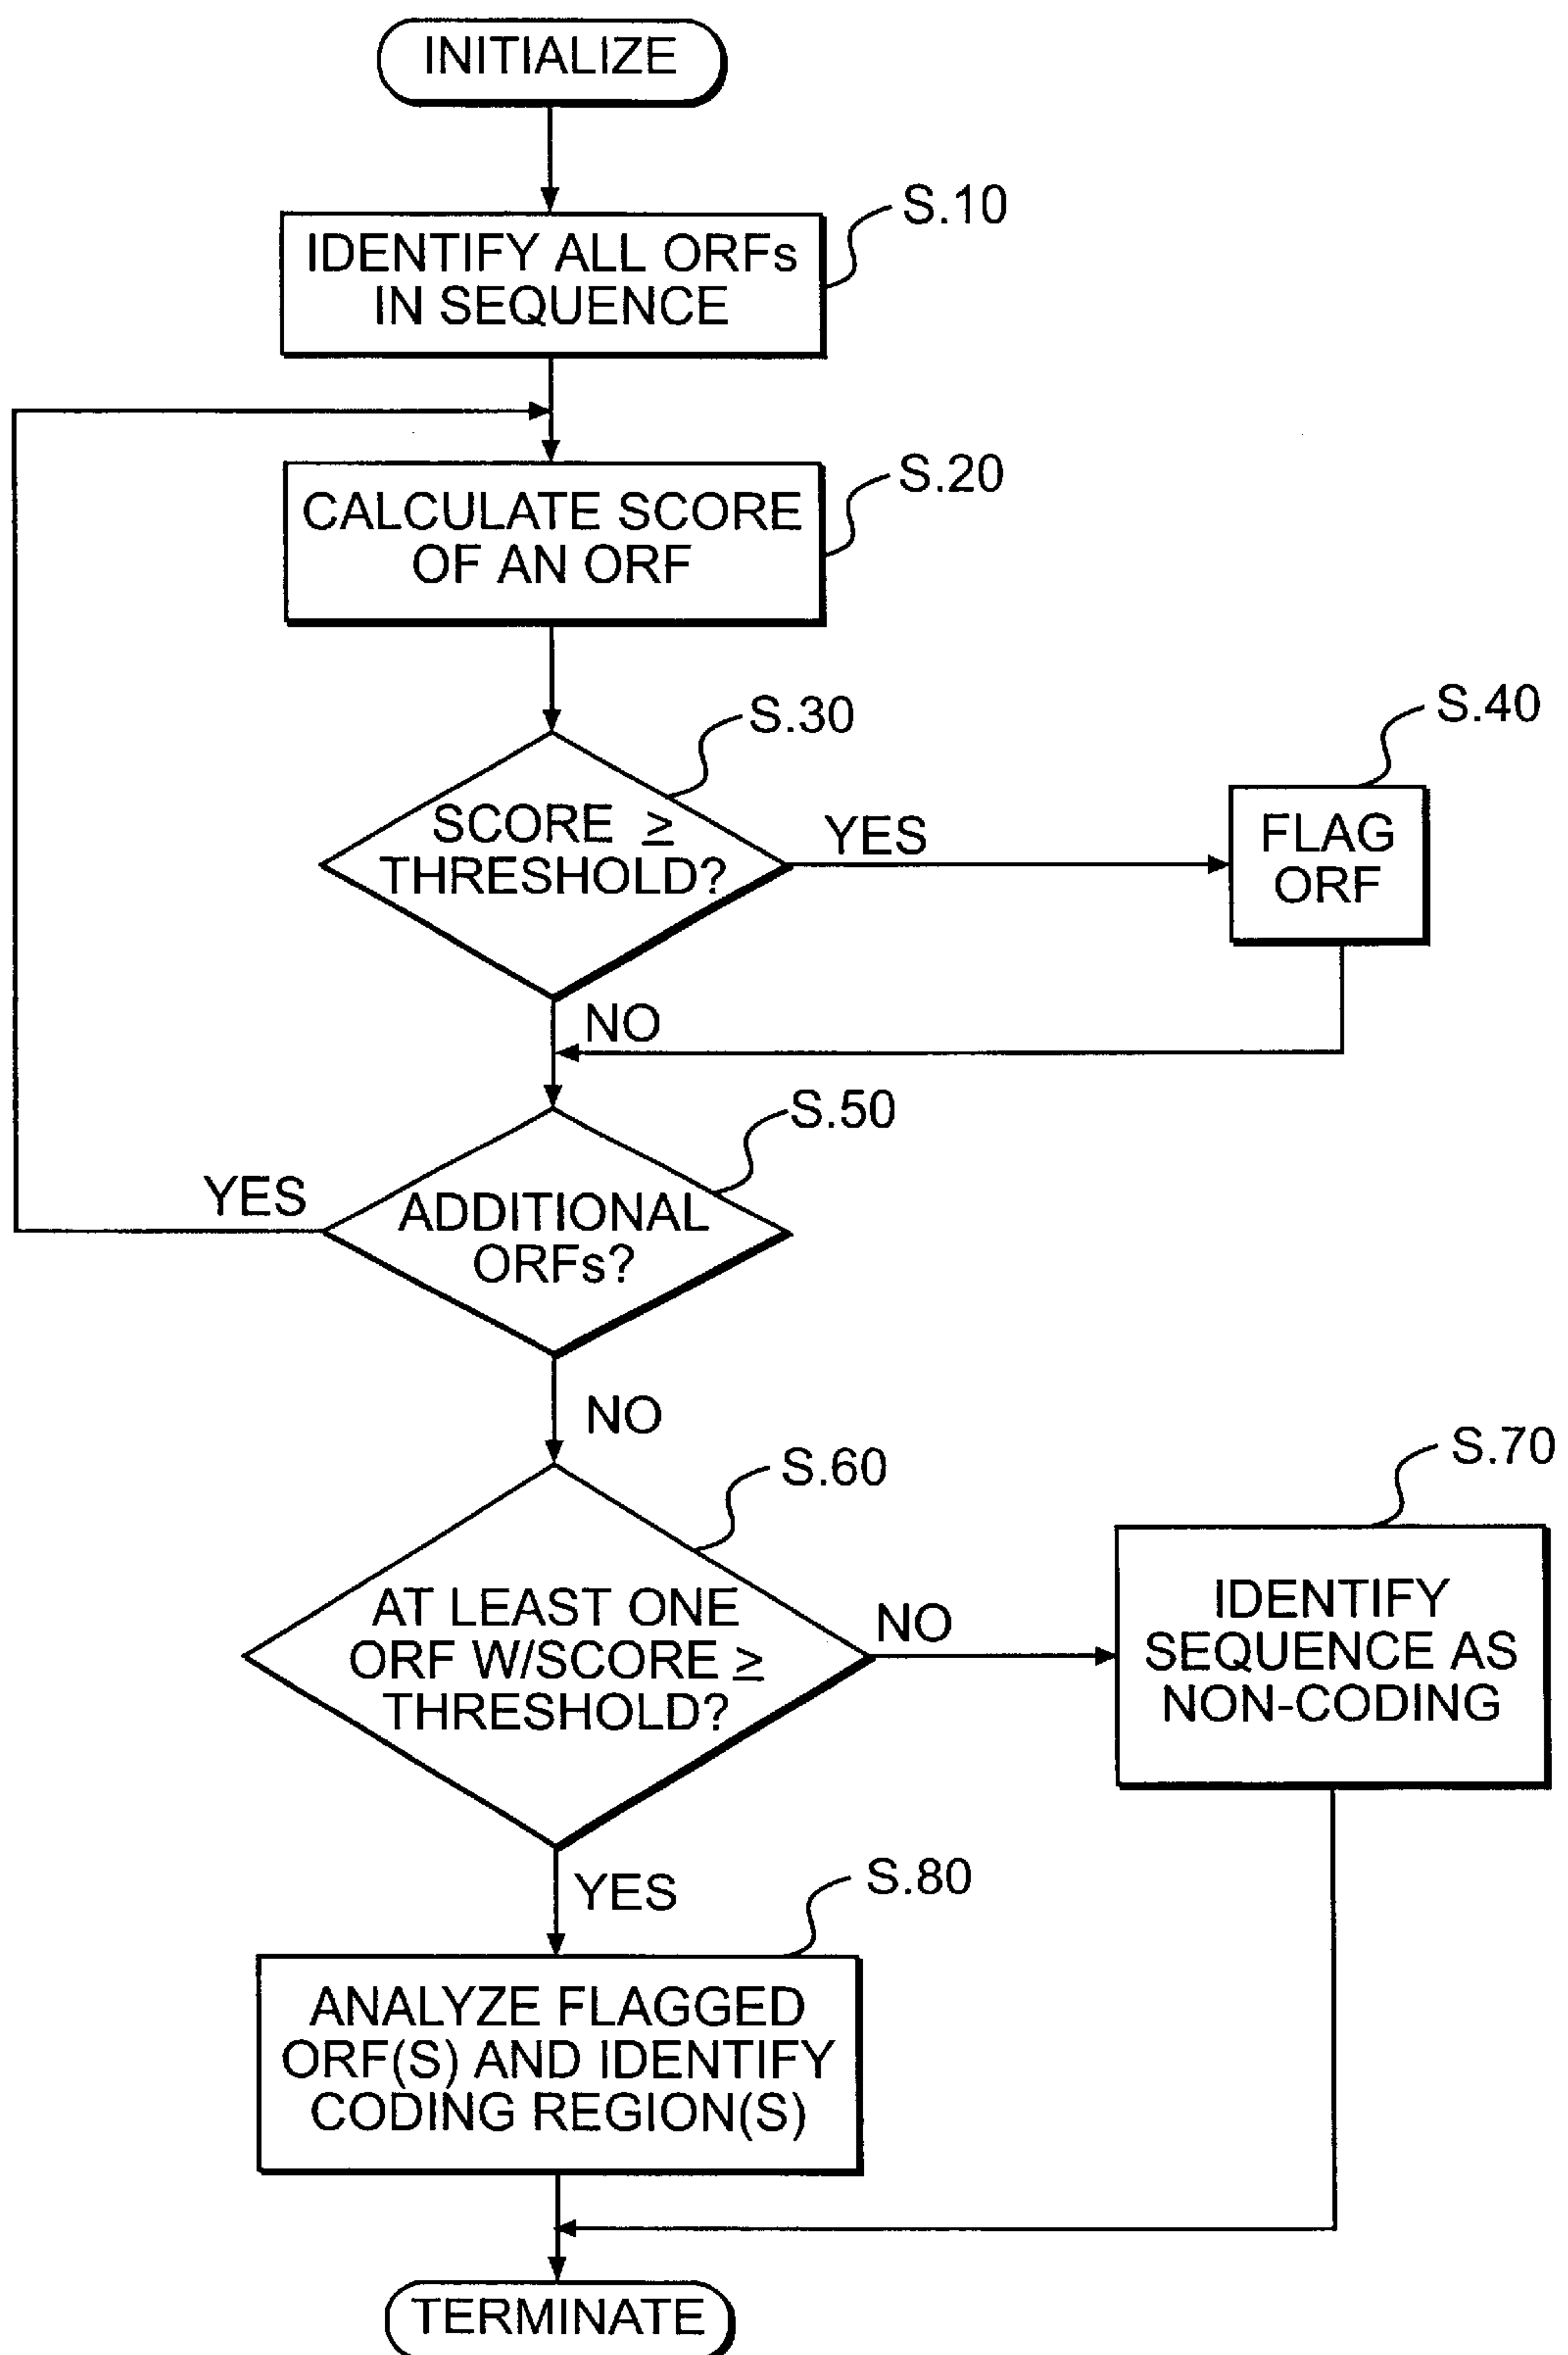 INITIALIZE
S.10
IDENTIFY ALL ORFs
IN SEQUENCE
S.20
CALCULATE SCORE
OF AN ORF
S.30
SCORE ≥
THRESHOLD?
YES
S.40
FLAG
ORF
NO
S.50
YES
ADDITIONAL
ORFs?
NO
S.60
AT LEAST ONE
ORF W/SCORE ≥
THRESHOLD?
NO
S.70
IDENTIFY
SEQUENCE AS
NON-CODING
YES
S.80
ANALYZE FLAGGED
ORF(S) AND IDENTIFY
CODING REGION(S)
TERMINATE